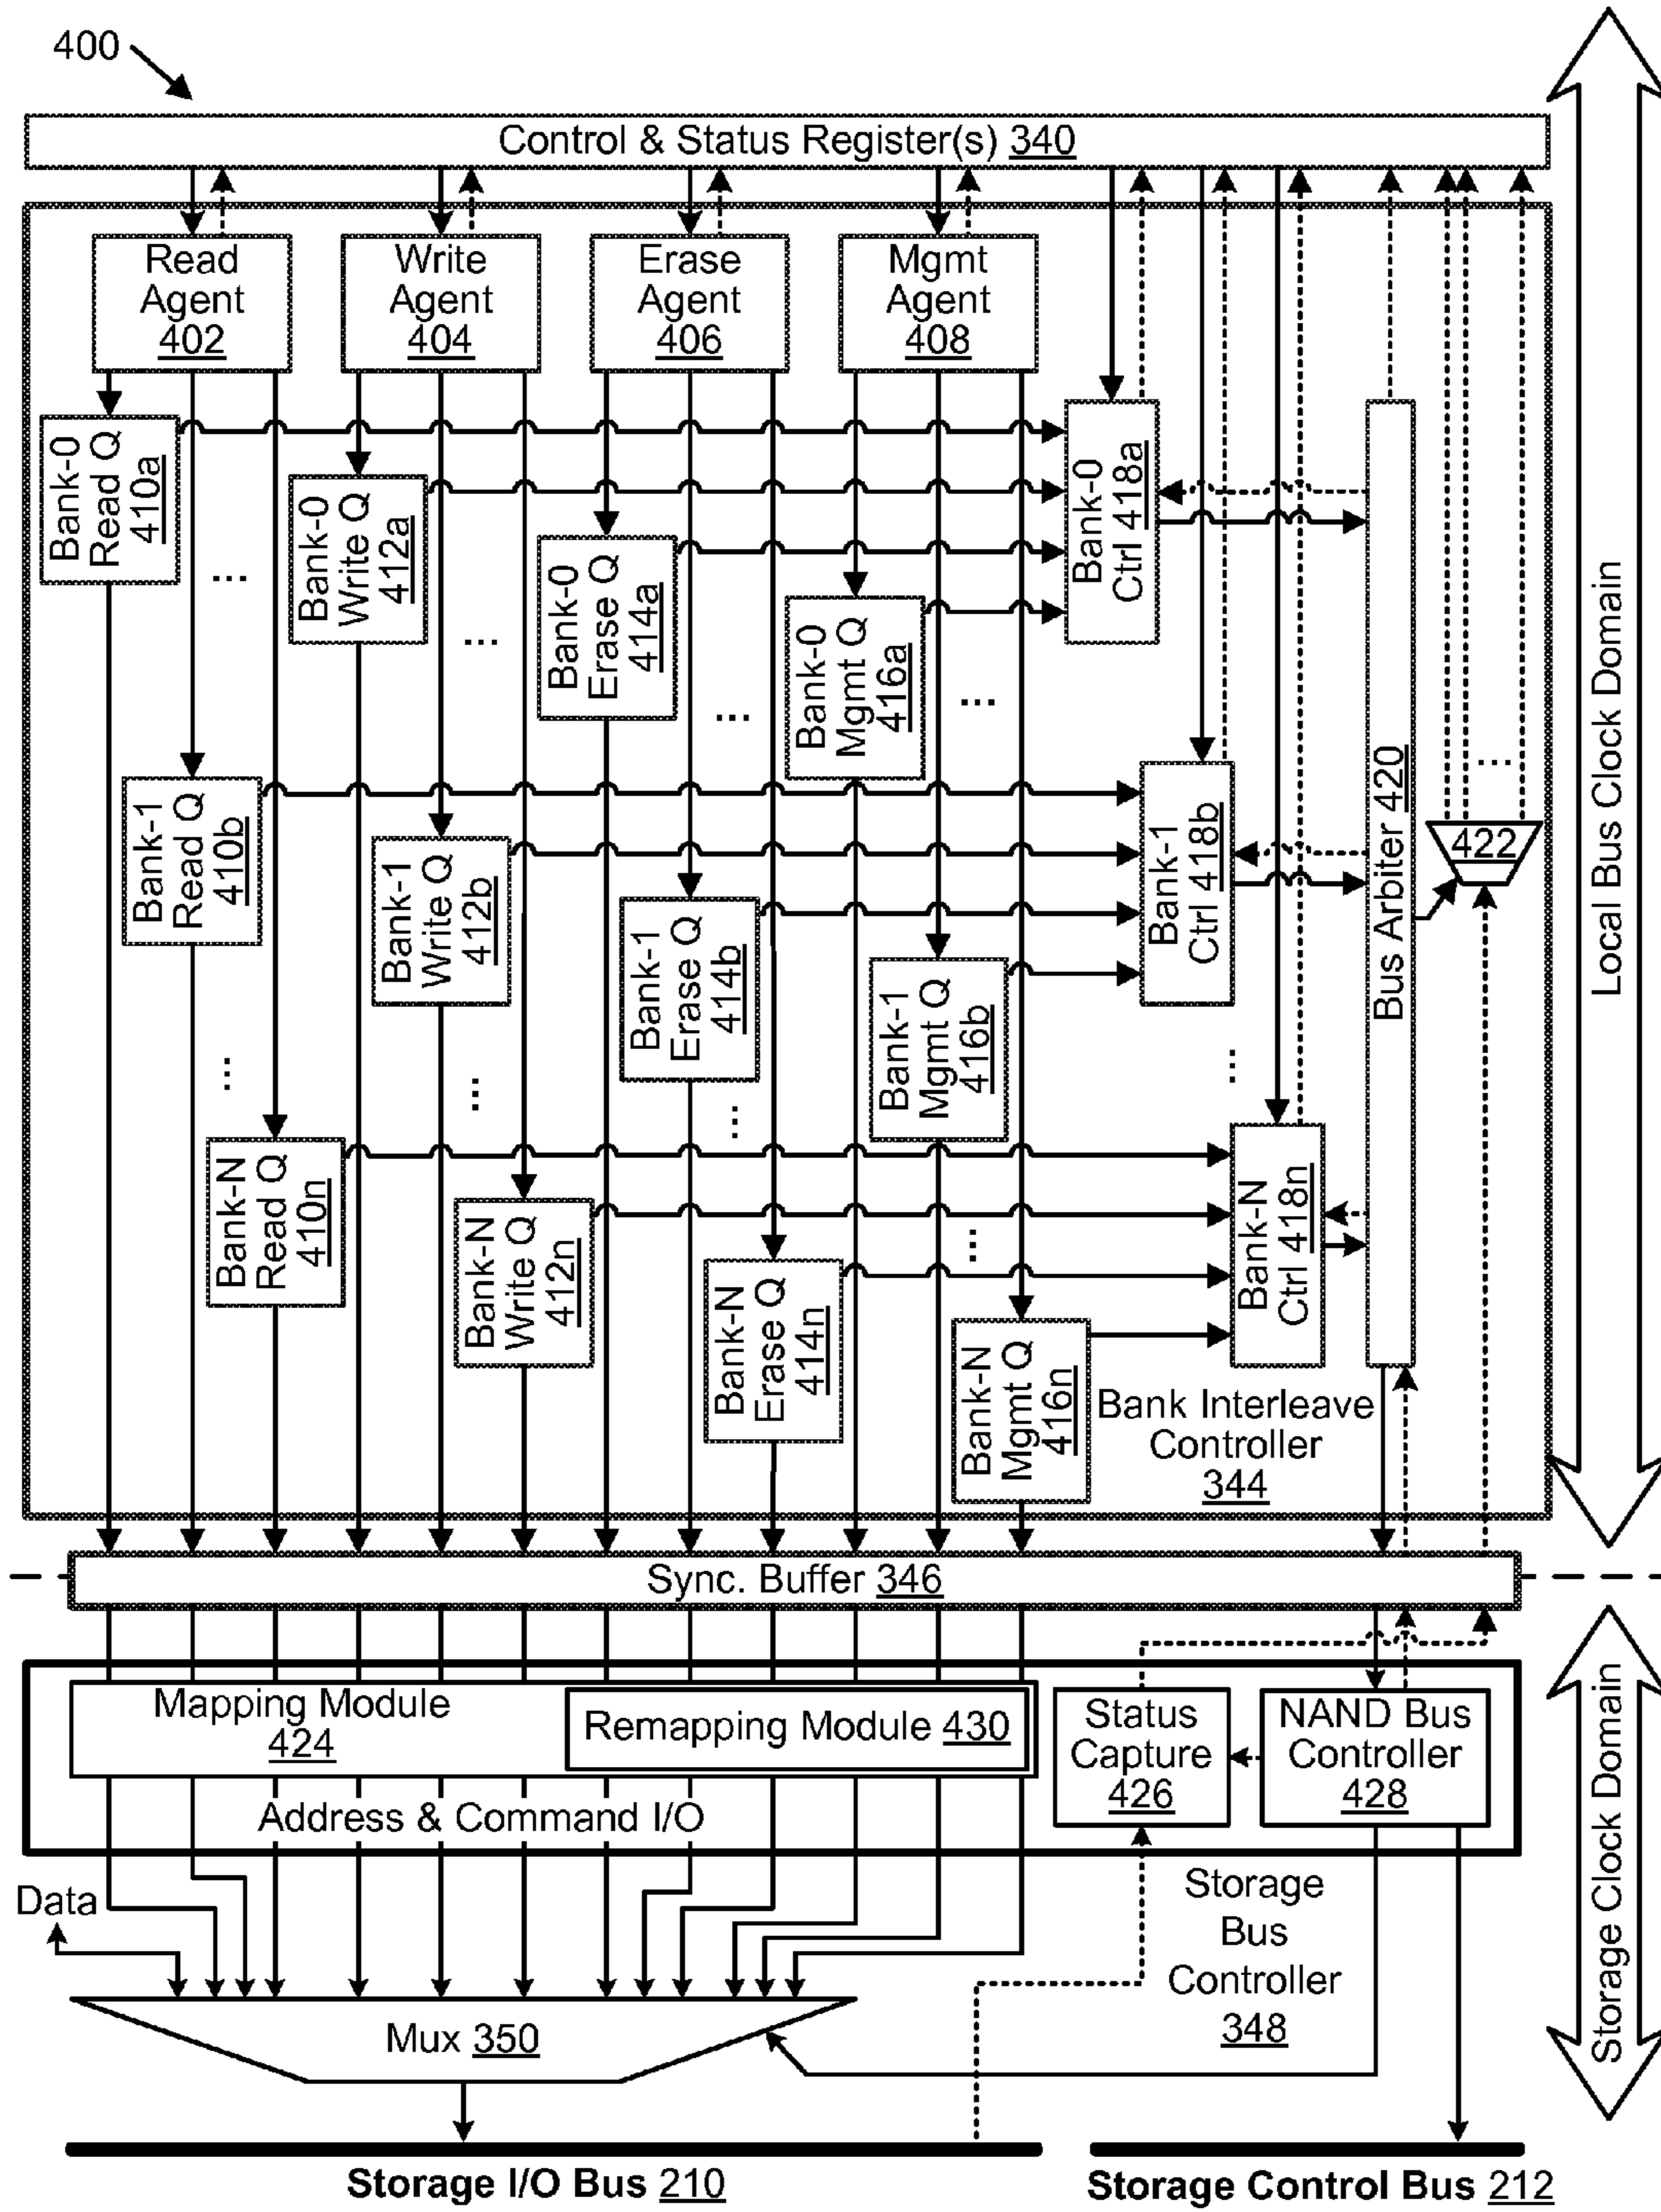 400
Control & Status Register(s) 340
Read
Agent
402
Write
Agent
404
Erase
Agent
406
Mgmt
Agent
408
Bank-0
Read Q
410a
...
Bank-0
Write Q
412a
...
Bank-0
Erase Q
414a
...
Bank-0
Mgmt Q
416a
...
Bank-0
Ctrl 418a
Bank-1
Read Q
410b
...
Bank-1
Write Q
412b
...
Bank-1
Erase Q
414b
...
Bank-1
Mgmt Q
416b
...
Bank-1
Ctrl 418b
...
Bank-N
Read Q
410n
Bank-N
Write Q
412n
Bank-N
Erase Q
414n
Bank-N
Mgmt Q
416n
Bank-N
Ctrl 418n
Bus Arbiter 420
...
422
Bank Interleave
Controller
344
Local Bus Clock Domain
Sync. Buffer 346
Mapping Module
424
Remapping Module 430
Address & Command I/O
Status
Capture
426
NAND Bus
Controller
428
Storage
Bus
Controller
348
Storage Clock Domain
Data
Mux 350
Storage I/O Bus 210
Storage Control Bus 212